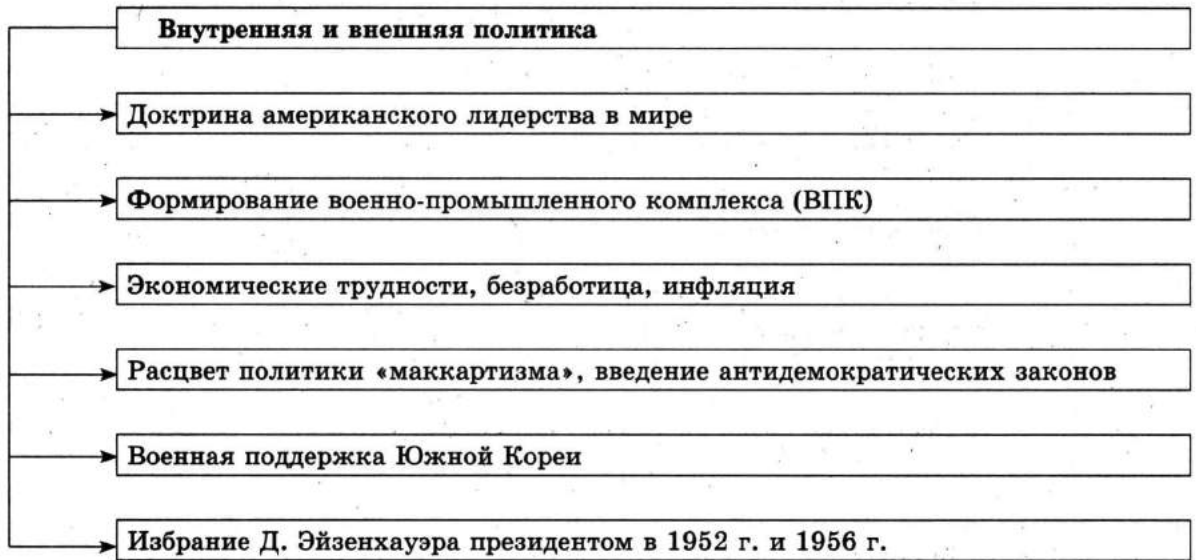 Внутренняя и внешняя политика
Доктрина американского лидерства в мире
Формирование военно-промышленного комплекса (ВПК)
Экономические трудности, безработица, инфляция
Расцвет политики «маккартизма», введение антидемократических законов
Военная поддержка Южной Кореи
Избрание Д. Эйзенхауэра президентом в 1952 г. и 1956 г.